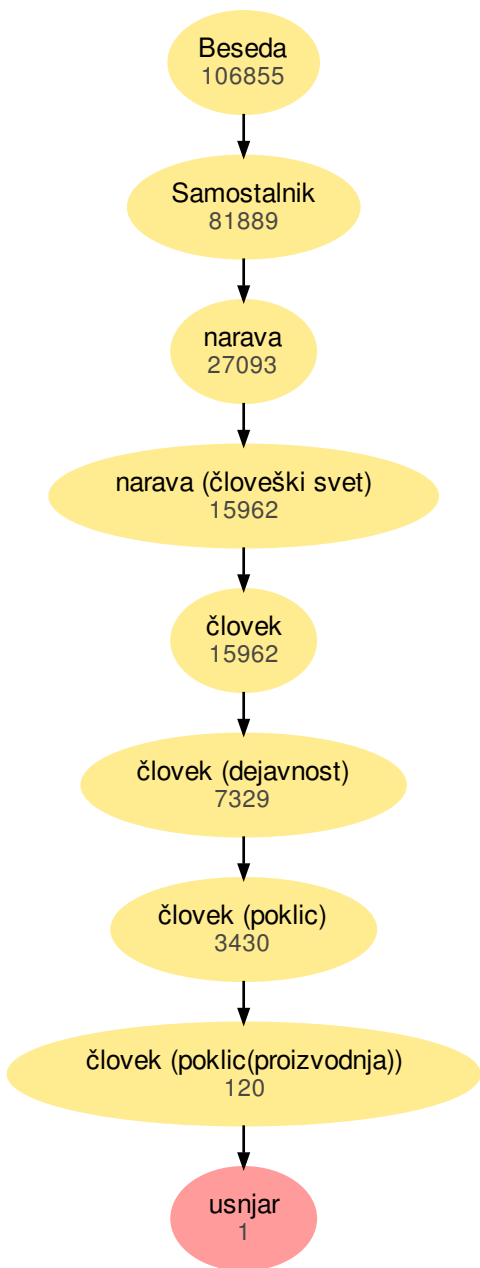 Beseda
106855
Samostalnik
81889
narava
27093
narava (človeški svet)
15962
človek
15962
človek (dejavnost)
7329
človek (poklic)
3430
človek (poklic(proizvodnja))
120
usnjar
1